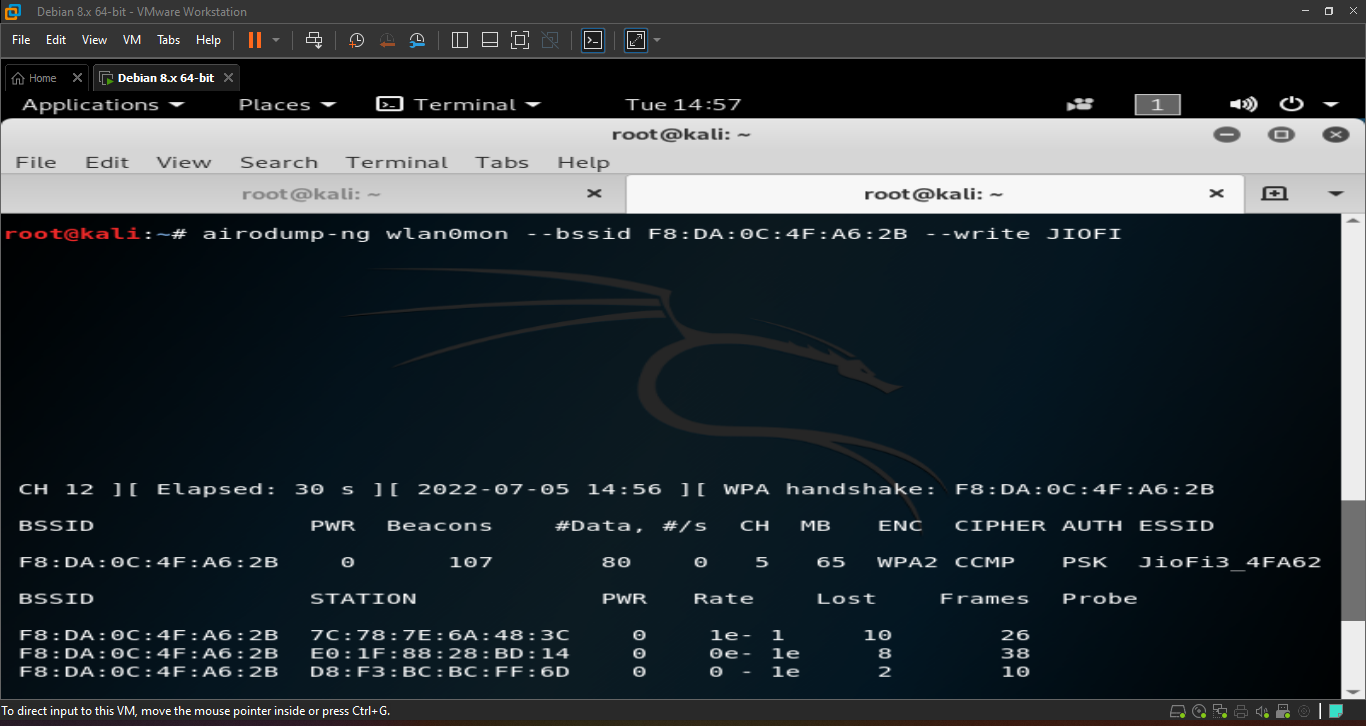 Debian 8.x 64-bit - VMware Workstation
File Edit View VM Tabs Help
Home Debian 8.x 64-bit
Applications Places Terminal Tue 14:57 1
root@kali: ~
File Edit View Search Terminal Tabs Help
root@kali: ~ root@kali: ~
root@kali:~# airodump-ng wlan0mon --bssid F8:DA:0C:4F:A6:2B --write JIOFI
CH 12 ][ Elapsed: 30 s ][ 2022-07-05 14:56 ][ WPA handshake: F8:DA:0C:4F:A6:2B
BSSID PWR Beacons #Data, #/s CH MB ENC CIPHER AUTH ESSID
F8:DA:0C:4F:A6:2B 0 107 80 0 5 65 WPA2 CCMP PSK JioFi3_4FA62
BSSID STATION PWR Rate Lost Frames Probe
F8:DA:0C:4F:A6:2B 7C:78:7E:6A:48:3C 0 1e- 1 10 26
F8:DA:0C:4F:A6:2B E0:1F:88:28:BD:14 0 0e- 1e 8 38
F8:DA:0C:4F:A6:2B D8:F3:BC:BC:FF:6D 0 0 - 1e 2 10
To direct input to this VM, move the mouse pointer inside or press Ctrl+G.